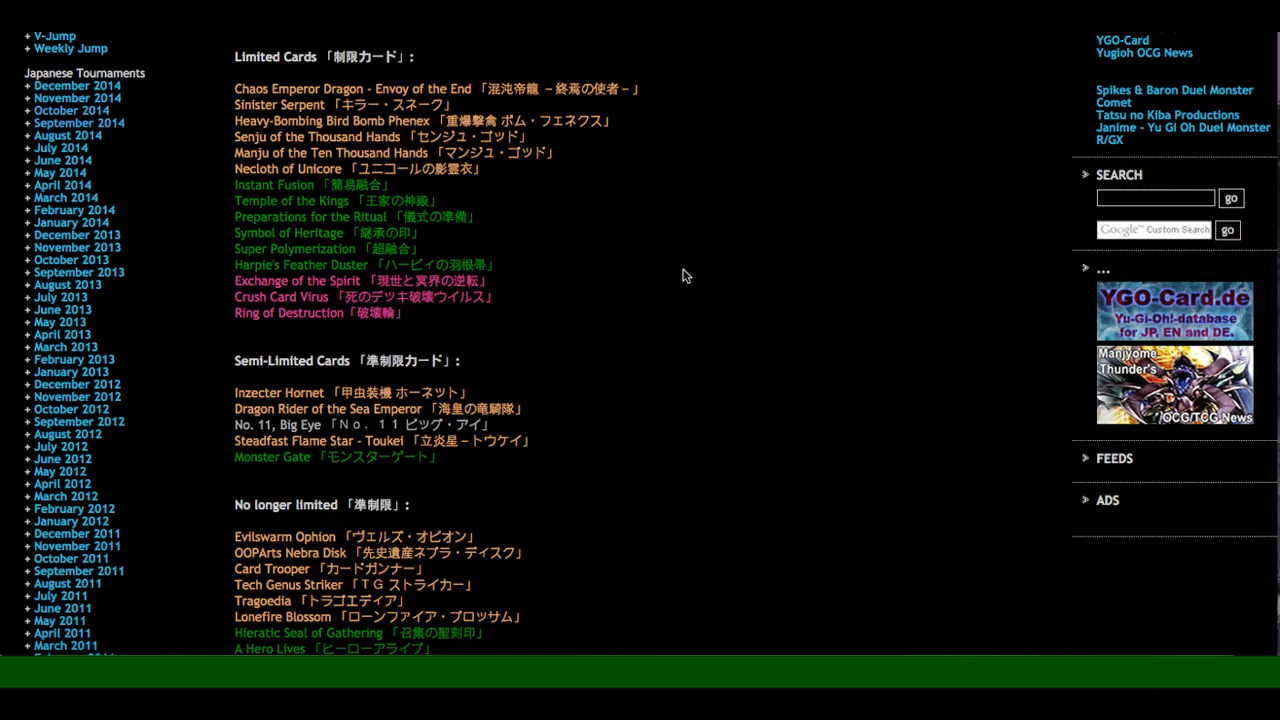 + V-Jump
+ Weekly Jump
Japanese Tournaments
+ December 2014
+ November 2014
+ October 2014
+ September 2014
+ August 2014
+ July 2014
+ June 2014
+ May 2014
+ April 2014
+ March 2014
+ February 2014
+ January 2014
+ December 2013
+ November 2013
+ October 2013
+ September 2013
+ August 2013
+ July 2013
+ June 2013
+ May 2013
+ April 2013
+ March 2013
+ February 2013
+ January 2013
+ December 2012
+ November 2012
+ October 2012
+ September 2012
+ August 2012
+ July 2012
+ June 2012
+ May 2012
+ April 2012
+ March 2012
+ February 2012
+ January 2012
+ December 2011
+ November 2011
+ October 2011
+ September 2011
+ August 2011
+ July 2011
+ June 2011
+ May 2011
+ April 2011
+ March 2011
Limited Cards 「制限カード」:
Chaos Emperor Dragon - Envoy of the End 「混沌帝龍 －終焉の使者－」
Sinister Serpent 「キラー・スネーク」
Heavy-Bombing Bird Bomb Phenex 「重爆撃禽 ボム・フェネクス」
Senju of the Thousand Hands 「センジュ・ゴッド」
Manju of the Ten Thousand Hands 「マンジュ・ゴッド」
Necloth of Unicore 「ユニコールの影霊衣」
Instant Fusion 「簡易融合」
Temple of the Kings 「王家の神殿」
Preparations for the Ritual 「儀式の準備」
Symbol of Heritage 「継承の印」
Super Polymerization 「超融合」
Harpie's Feather Duster 「ハーピィの羽根帚」
Exchange of the Spirit 「現世と冥界の逆転」
Crush Card Virus 「死のデッキ破壊ウイルス」
Ring of Destruction「破壊輪」
Semi-Limited Cards 「準制限カード」:
Inzecter Hornet 「甲虫装機 ホーネット」
Dragon Rider of the Sea Emperor 「海皇の竜騎隊」
No. 11, Big Eye 「Ｎｏ．１１ ビッグ・アイ」
Steadfast Flame Star - Toukei 「立炎星－トウケイ」
Monster Gate 「モンスターゲート」
No longer limited 「準制限」:
Evilswarm Ophion 「ヴェルズ・オピオン」
OOPArts Nebra Disk 「先史遺産ネブラ・ディスク」
Card Trooper 「カードガンナー」
Tech Genus Striker 「ＴＧ ストライカー」
Tragoedia 「トラゴエディア」
Lonefire Blossom 「ローンファイア・ブロッサム」
Hieratic Seal of Gathering 「召集の聖刻印」
A Hero Lives 「ヒーローアライブ」
YGO-Card
Yugioh OCG News
Spikes & Baron Duel Monster
Comet
Tatsu no Kiba Productions
Janime - Yu Gi Oh Duel Monster
R/GX
SEARCH
go
Google™ Custom Search
go
...
YGO-Card.de
Yu-Gi-Oh!-database
for JP, EN and DE.
Manjyome
Thunder's
OCG/TCG News
FEEDS
ADS